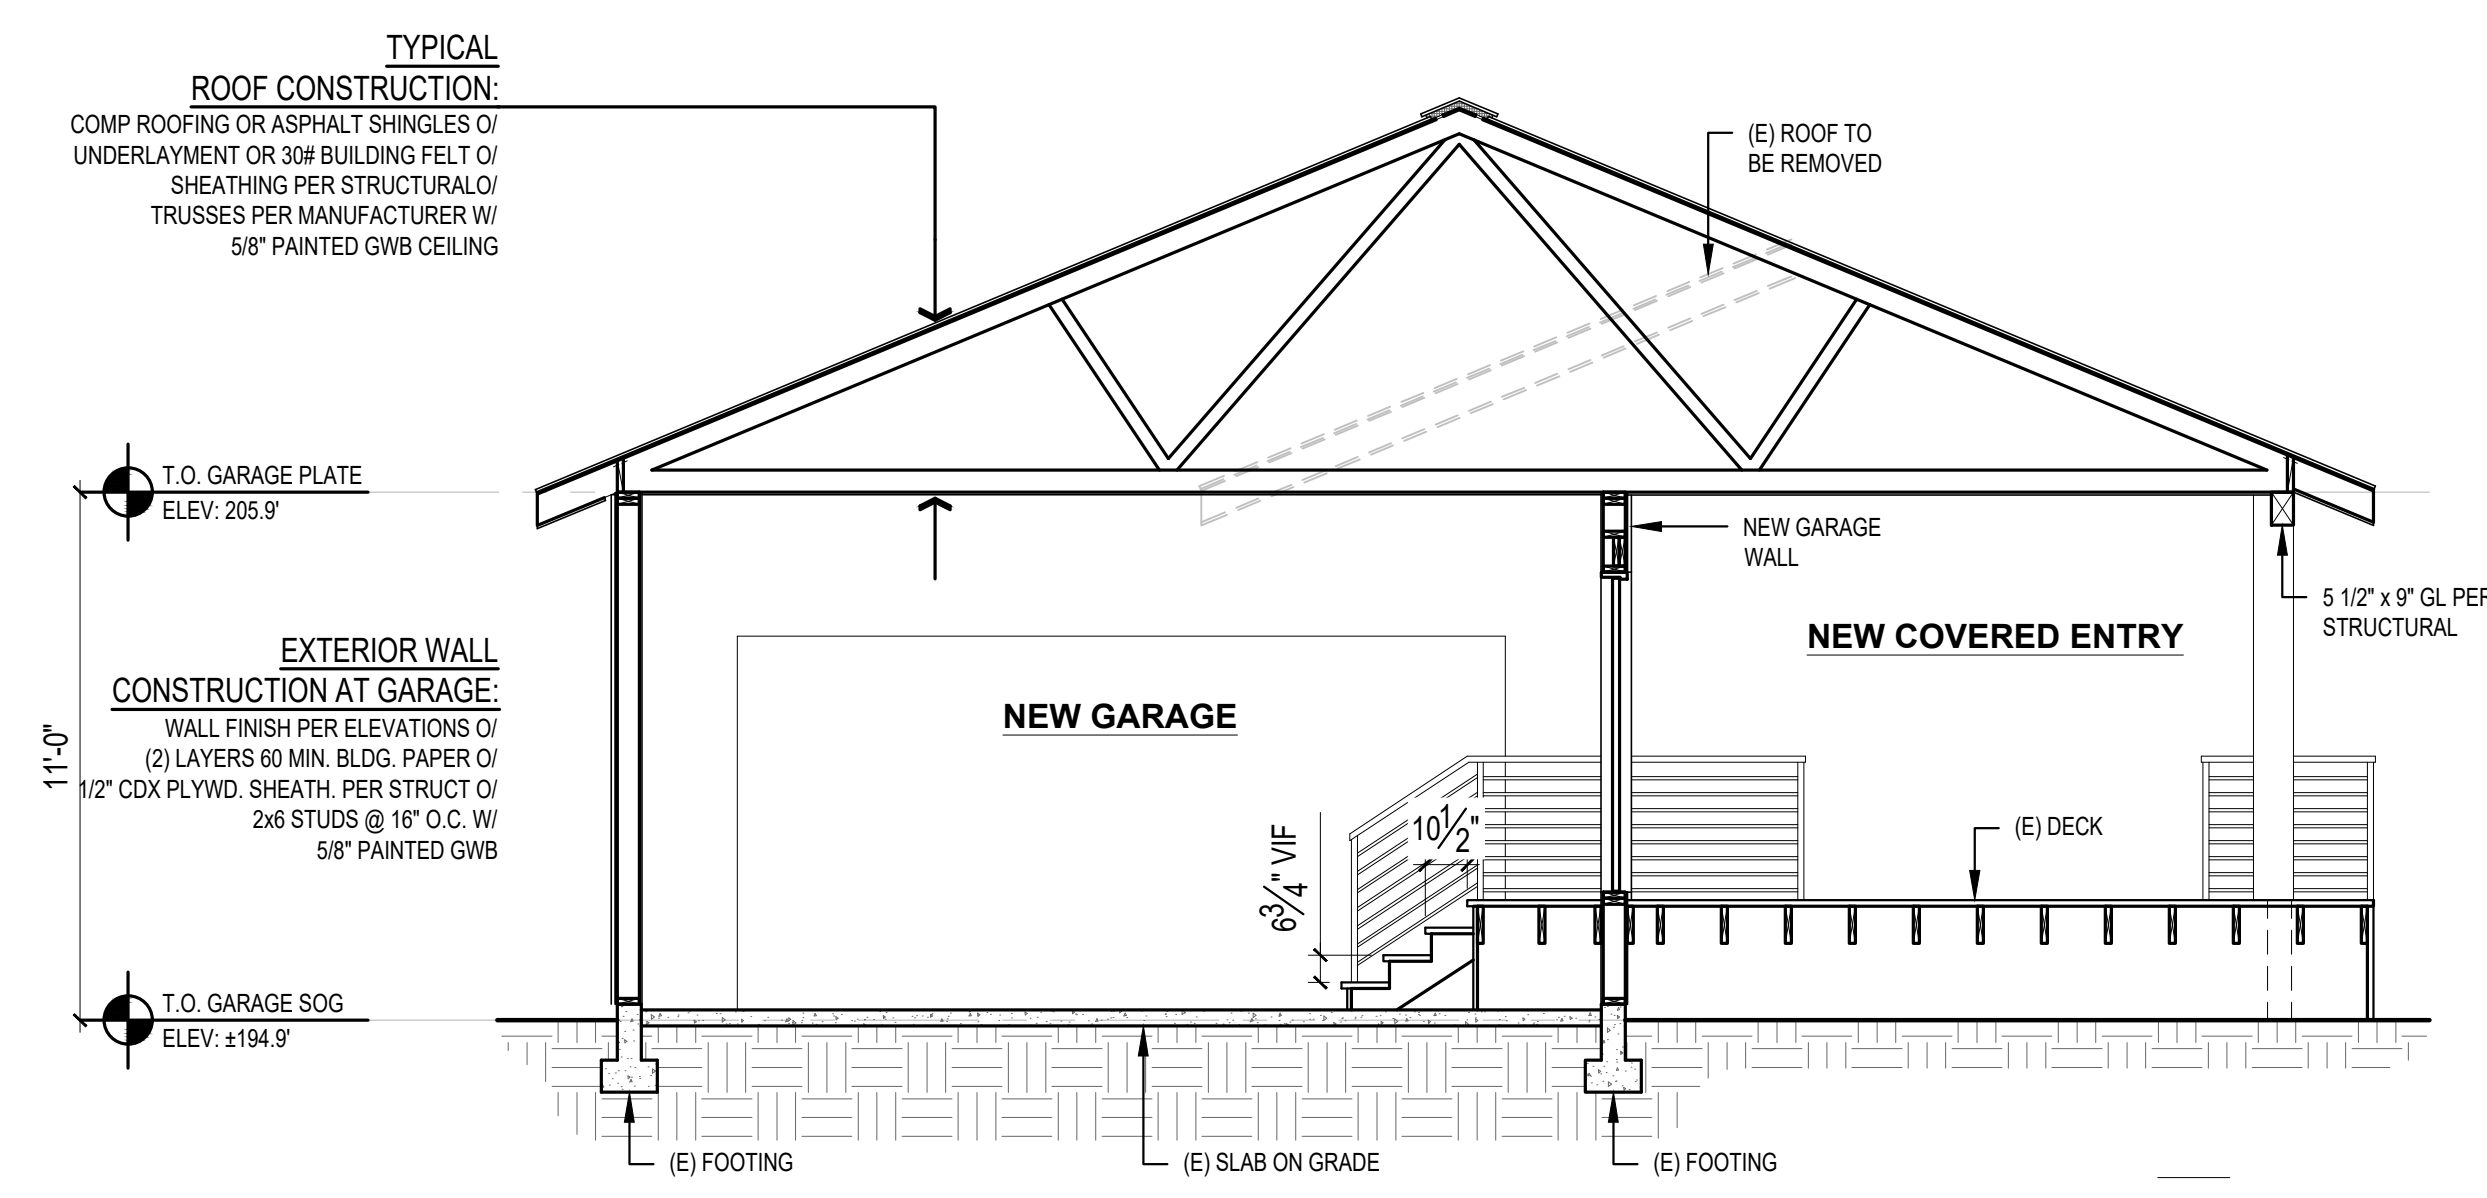 TYPICAL
ROOF CONSTRUCTION:
COMP ROOFING OR ASPHALT SHINGLES O/
UNDERLAYMENT OR 30# BUILDING FELT O/
SHEATHING PER STRUCTURALO/
TRUSSES PER MANUFACTURER W/
5/8" PAINTED GWB CEILING
(E) ROOF TO
BE REMOVED
T.O. GARAGE PLATE
ELEV: 205.9'
NEW GARAGE
WALL
5 1/2" x 9" GL PER
STRUCTURAL
NEW COVERED ENTRY
EXTERIOR WALL
CONSTRUCTION AT GARAGE:
WALL FINISH PER ELEVATIONS O/
(2) LAYERS 60 MIN. BLDG. PAPER O/
1/2" CDX PLYWD. SHEATH. PER STRUCT O/
2x6 STUDS @ 16" O.C. W/
5/8" PAINTED GWB
11'-0"
NEW GARAGE
10 1/2"
6 3/4" VIF
(E) DECK
T.O. GARAGE SOG
ELEV: ±194.9'
(E) FOOTING
(E) SLAB ON GRADE
(E) FOOTING